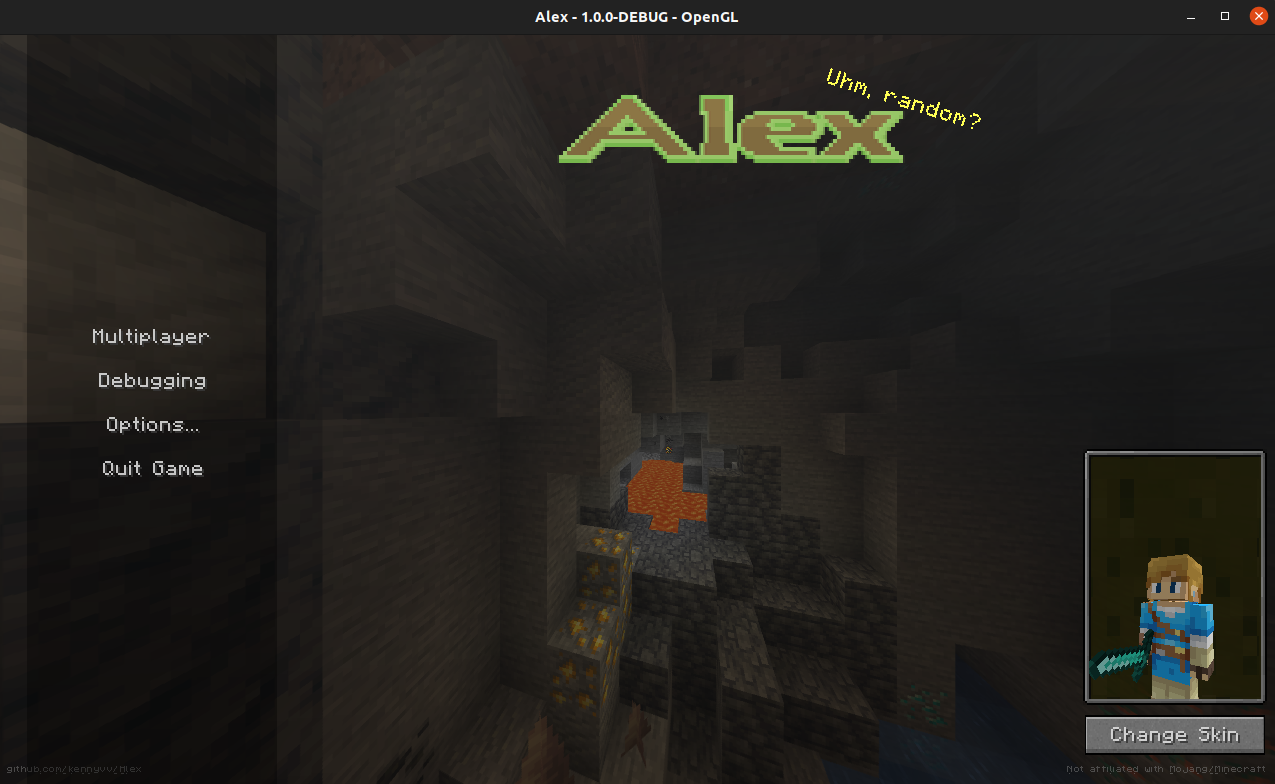 Alex - 1.0.0-DEBUG - OpenGL
Alex
Uhm, random?
Multiplayer
Debugging
Options...
Quit Game
Change Skin
github.com/kennyvv/Alex
Not affiliated with Mojang/Minecraft